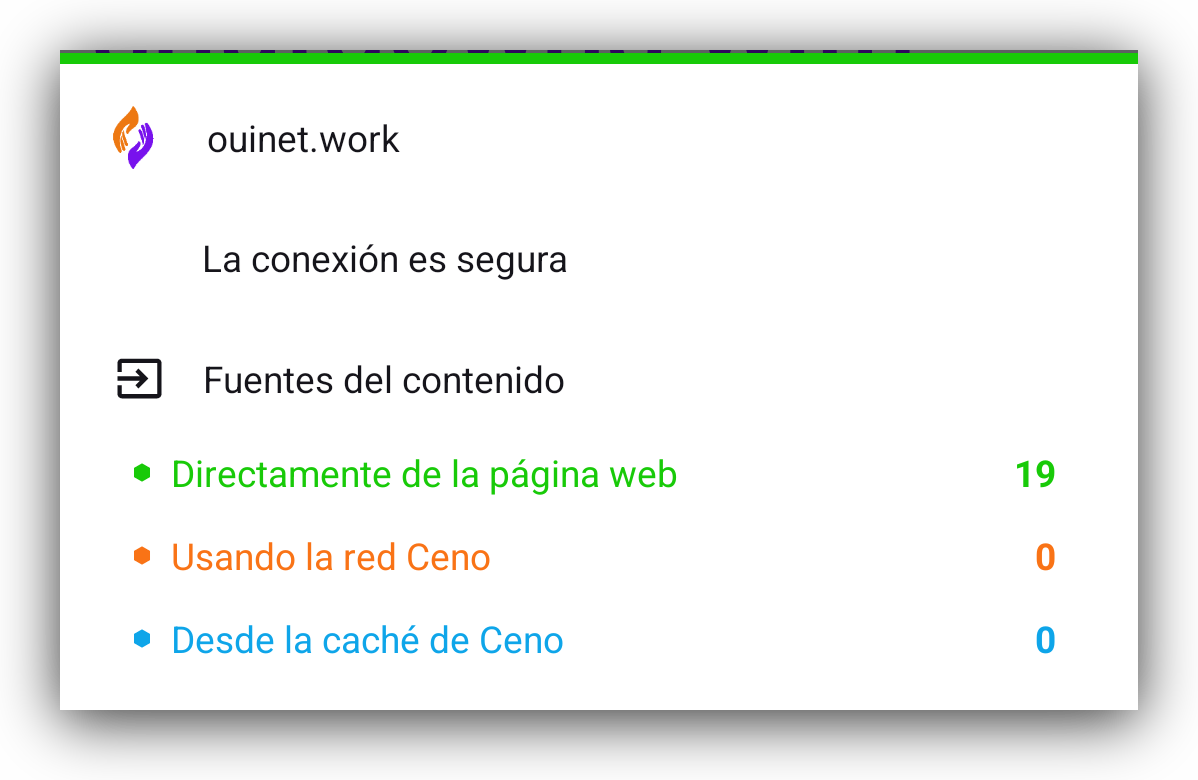 ouinet.work
La conexión es segura
Fuentes del contenido
Directamente de la página web 19
Usando la red Ceno 0
Desde la caché de Ceno 0